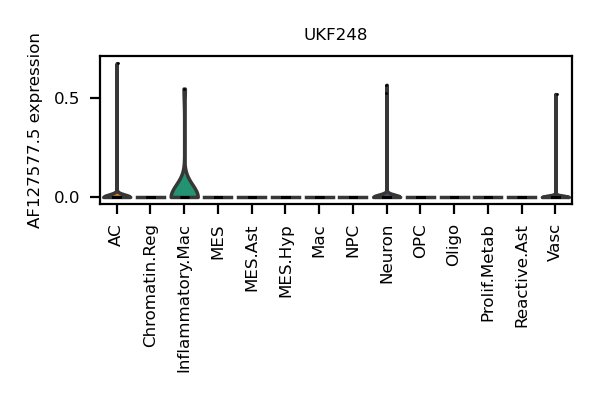 UKF248
AF127577.5 expression
0.5
0.0
AC
Chromatin.Reg
Inflammatory.Mac
MES
MES.Ast
MES.Hyp
Mac
NPC
Neuron
OPC
Oligo
Prolif.Metab
Reactive.Ast
Vasc